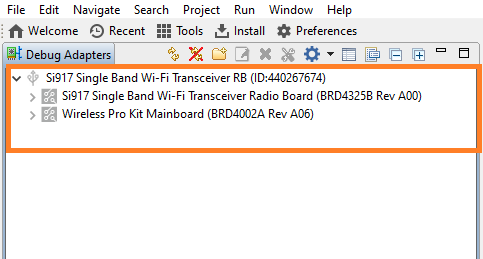 Edit Navigate Search Project Run Window Help
Welcome Recent Tools Install Preferences
Debug Adapters
Si917 Single Band Wi-Fi Transceiver RB (ID:440267674)
Si917 Single Band Wi-Fi Transceiver Radio Board (BRD4325B Rev A00)
Wireless Pro Kit Mainboard (BRD4002A Rev A06)